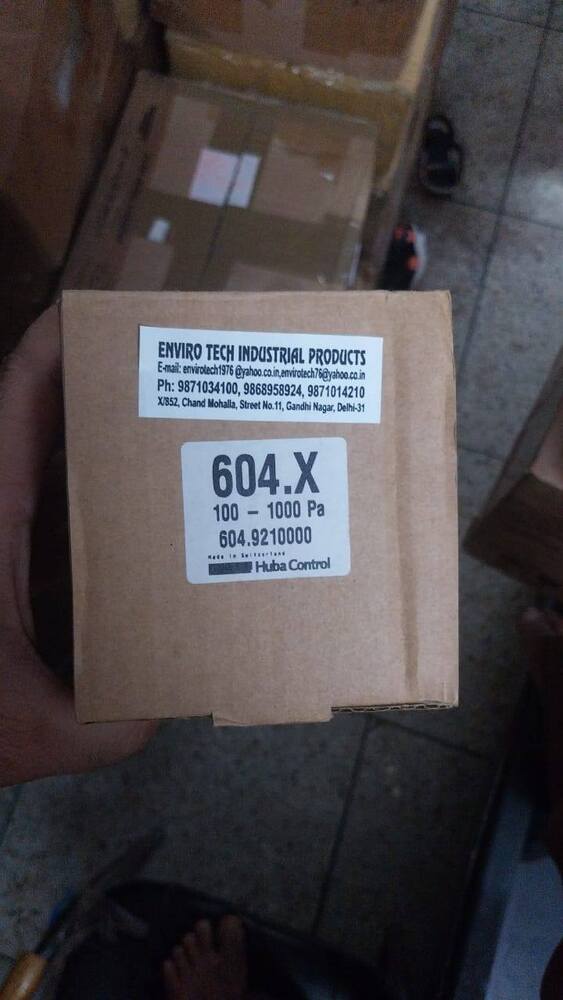 ENVIRO TECH INDUSTRIAL PRODUCTS
E-mail: envirotech1976 @yahoo.co.in,envirotech76@yahoo.co.in
Ph: 9871034100, 9868958924, 9871014210
X/852, Chand Mohalla, Street No.11, Gandhi Nagar, Delhi-31
604.X
100 – 1000 Pa
604.9210000
Made in Switzerland
Huba Control